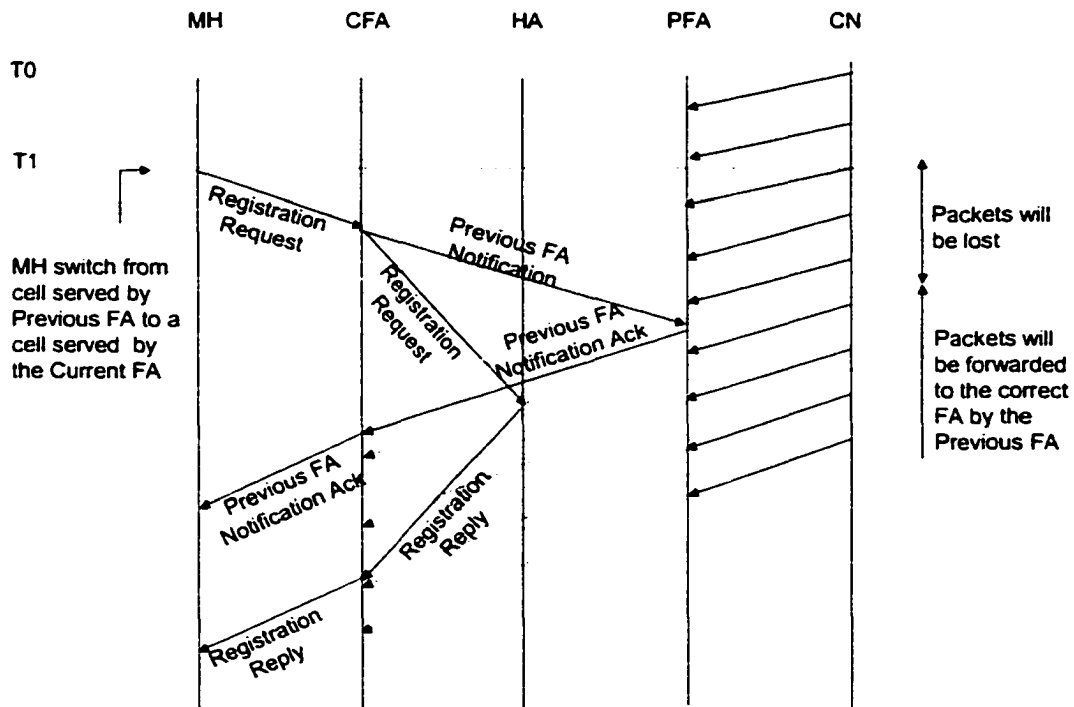 MH CFA HA PFA CN
T0
T1
Registration
Request
Previous FA
Notification
Packets will
be lost
MH switch from
cell served by
Previous FA to a
cell served by
the Current FA
Registration
Request
Previous FA
Notification Ack
Packets will
be forwarded
to the correct
FA by the
Previous FA
Previous FA
Notification Ack
Registration
Reply
Registration
Reply